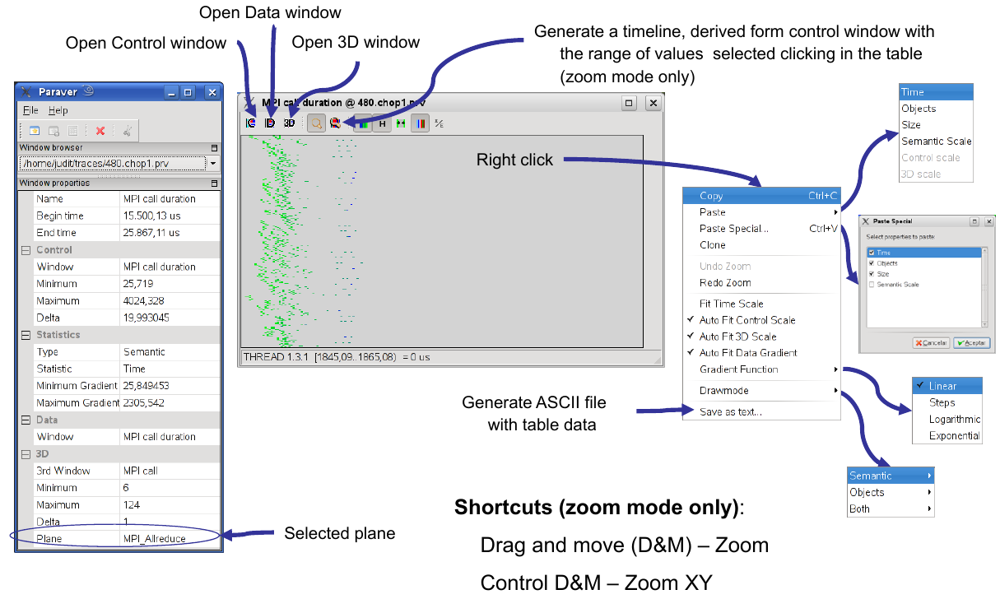 Open Data window
Open Control window
Open 3D window
Generate a timeline, derived form control window with
the range of values selected clicking in the table
(zoom mode only)
Paraver
File Help
Window browser
/home/judit/traces/480.chop1.prv
Window properties
Name MPI call duration
Begin time 15.500,13 us
End time 25.867,11 us
Control
Window MPI call duration
Minimum 25,719
Maximum 4024,328
Delta 19,993045
Statistics
Type Semantic
Statistic Time
Minimum Gradient 25,849453
Maximum Gradient 2305,542
Data
Window MPI call duration
3D
3rd Window MPI call
Minimum 6
Maximum 124
Delta 1
Plane MPI_Allreduce
Selected plane
MPI call duration @ 480.chop1.prv
IC ID 3D H
THREAD 1.3.1 [1845,09..1865,08) = 0 us
Right click
Copy Ctrl+C
Paste
Paste Special... Ctrl+V
Clone
Undo Zoom
Redo Zoom
Fit Time Scale
Auto Fit Control Scale
Auto Fit 3D Scale
Auto Fit Data Gradient
Gradient Function
Drawmode
Save as text...
Generate ASCII file
with table data
Time
Objects
Size
Semantic Scale
Control scale
3D scale
Paste Special
Select properties to paste:
Time
Objects
Size
Semantic Scale
Cancelar Aceptar
Linear
Steps
Logarithmic
Exponential
Semantic
Objects
Both
Shortcuts (zoom mode only):
Drag and move (D&M) – Zoom
Control D&M – Zoom XY